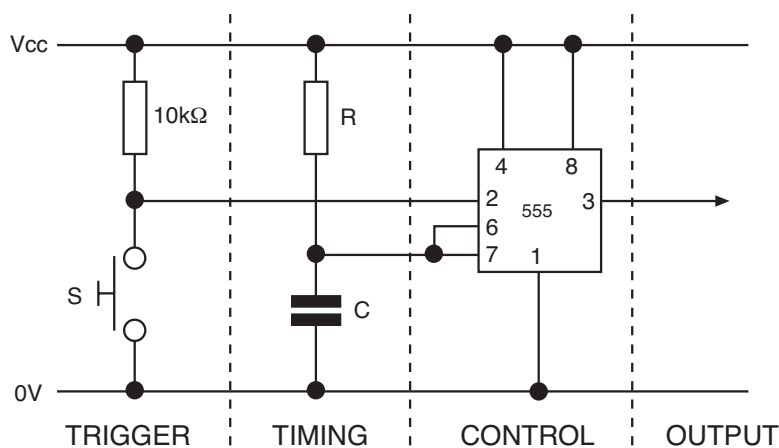 Vcc
10kΩ
R
4 8
2 555 3
6
7 1
S
C
0V
TRIGGER TIMING CONTROL OUTPUT